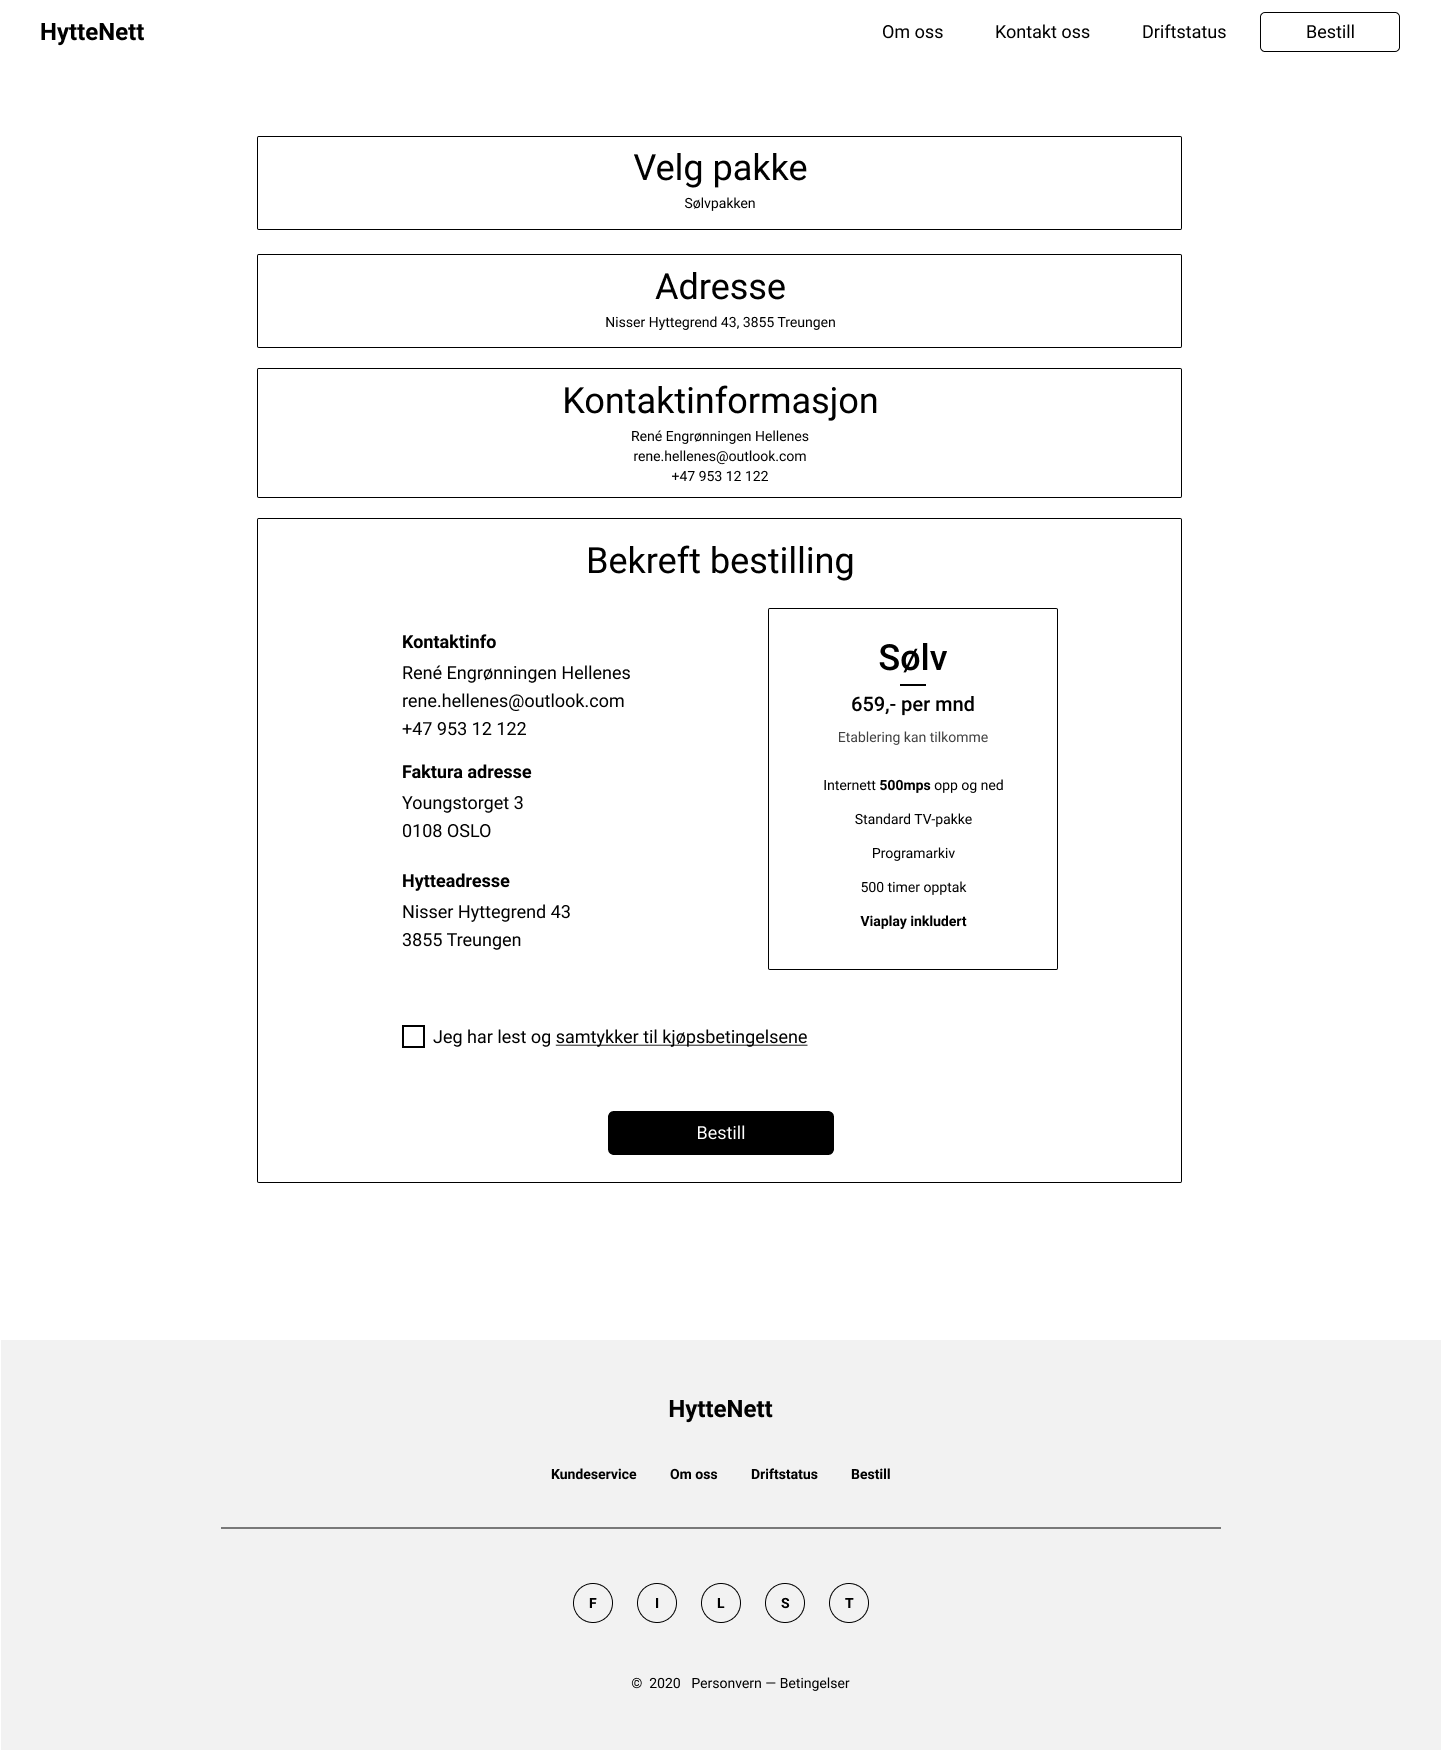 HytteNett
Om oss
Kontakt oss
Driftstatus
Bestill
Velg pakke
Sølvpakken
Adresse
Nisser Hyttegrend 43, 3855 Treungen
Kontaktinformasjon
René Engrønningen Hellenes
rene.hellenes@outlook.com
+47 953 12 122
Bekreft bestilling
Kontaktinfo
René Engrønningen Hellenes
rene.hellenes@outlook.com
+47 953 12 122
Faktura adresse
Youngstorget 3
0108 OSLO
Hytteadresse
Nisser Hyttegrend 43
3855 Treungen
Sølv
659,- per mnd
Etablering kan tilkomme
Internett 500mps opp og ned
Standard TV-pakke
Programarkiv
500 timer opptak
Viaplay inkludert
Jeg har lest og samtykker til kjøpsbetingelsene
Bestill
HytteNett
Kundeservice
Om oss
Driftstatus
Bestill
F
I
L
S
T
© 2020 Personvern — Betingelser